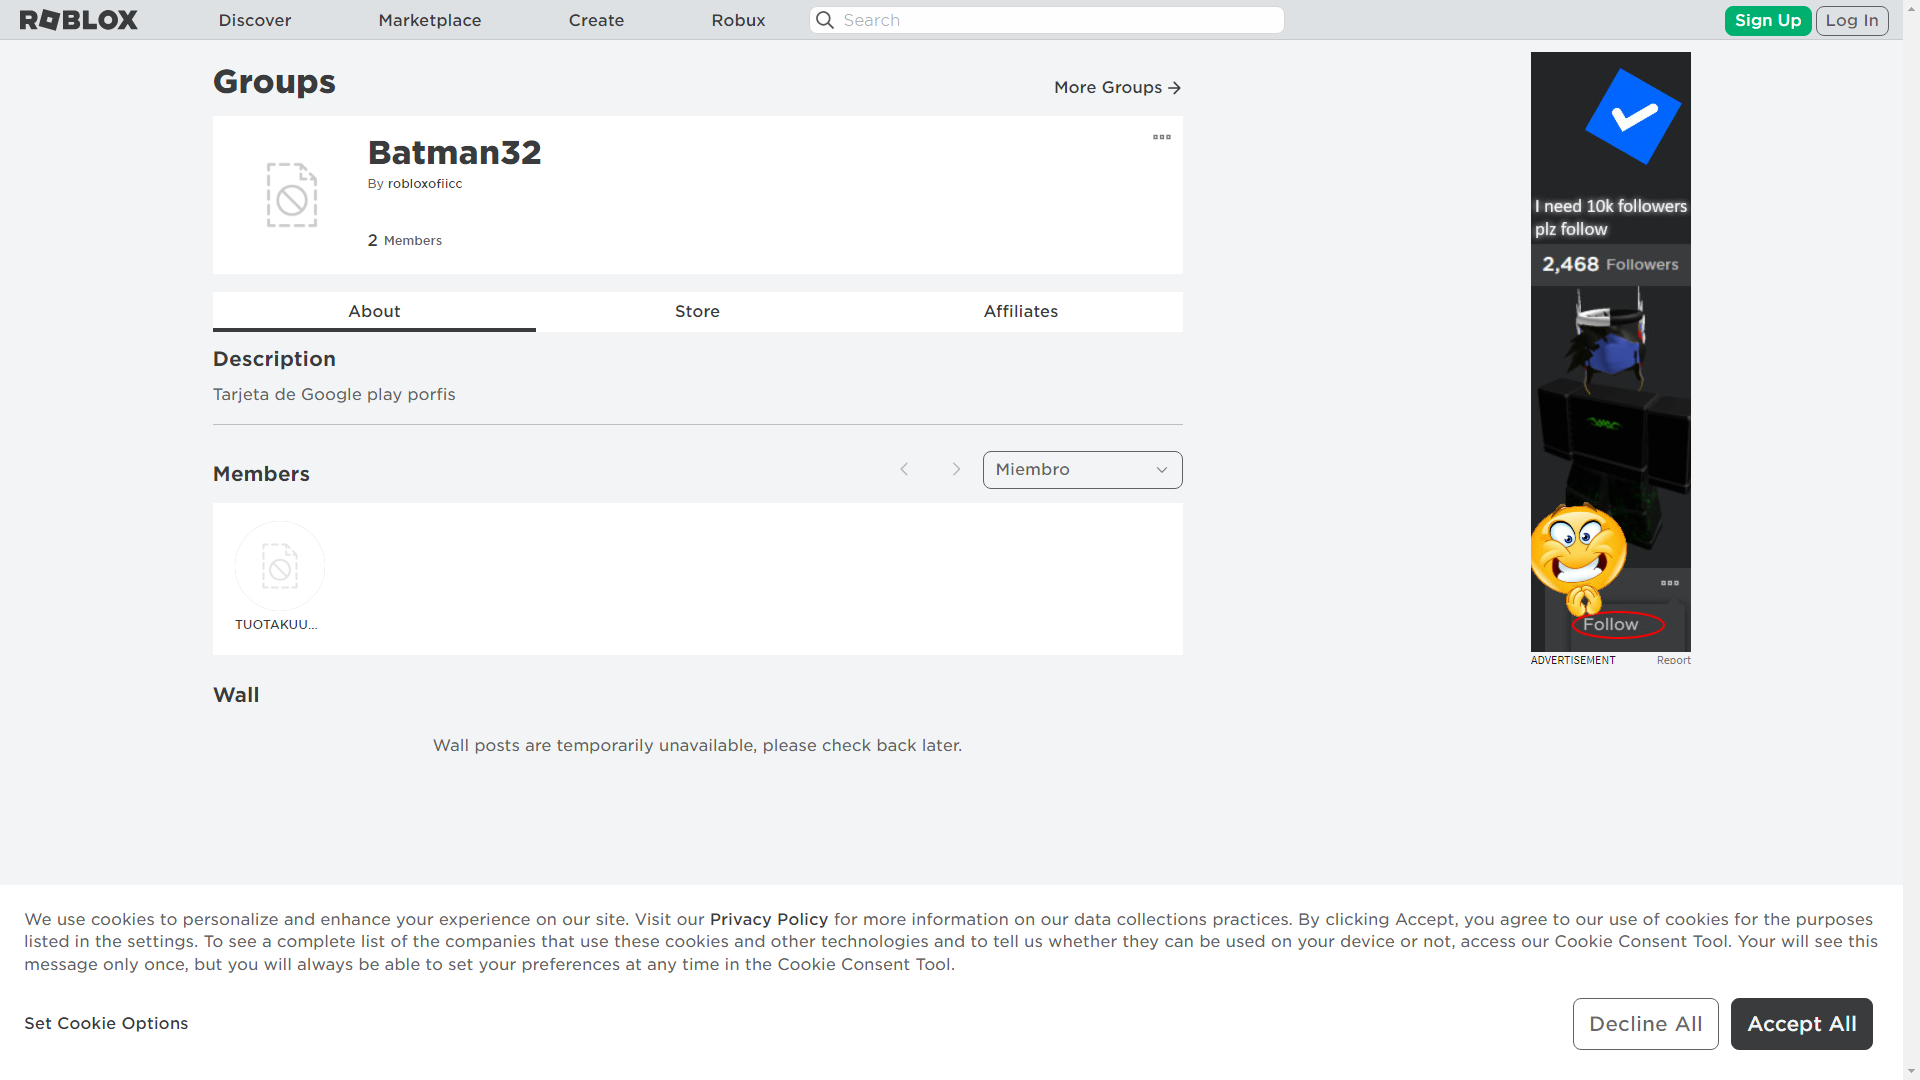 ROBLOX
Discover
Marketplace
Create
Robux
Search
Sign Up
Log In
Groups
More Groups
Batman32
By robloxofiicc
2 Members
About
Store
Affiliates
Description
Tarjeta de Google play porfis
Members
Miembro
TUOTAKUU...
Wall
Wall posts are temporarily unavailable, please check back later.
I need 10k followers
plz follow
2,468 Followers
Follow
ADVERTISEMENT
Report
We use cookies to personalize and enhance your experience on our site. Visit our Privacy Policy for more information on our data collections practices. By clicking Accept, you agree to our use of cookies for the purposes
listed in the settings. To see a complete list of the companies that use these cookies and other technologies and to tell us whether they can be used on your device or not, access our Cookie Consent Tool. Your will see this
message only once, but you will always be able to set your preferences at any time in the Cookie Consent Tool.
Set Cookie Options
Decline All
Accept All